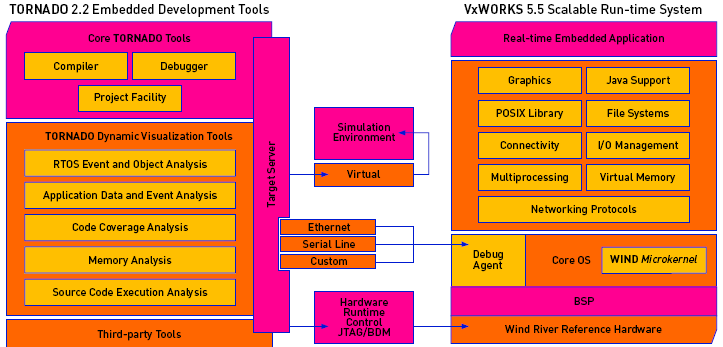 TORNADO 2.2 Embedded Development Tools
Core TORNADO Tools
Compiler
Debugger
Project Facility
TORNADO Dynamic Visualization Tools
RTOS Event and Object Analysis
Application Data and Event Analysis
Code Coverage Analysis
Memory Analysis
Source Code Execution Analysis
Third-party Tools
Target Server
Simulation
Environment
Virtual
Ethernet
Serial Line
Custom
Hardware
Runtime
Control
JTAG/BDM
VxWORKS 5.5 Scalable Run-time System
Real-time Embedded Application
Graphics
Java Support
POSIX Library
File Systems
Connectivity
I/O Management
Multiprocessing
Virtual Memory
Networking Protocols
Debug
Agent
Core OS
WIND Microkernel
BSP
Wind River Reference Hardware